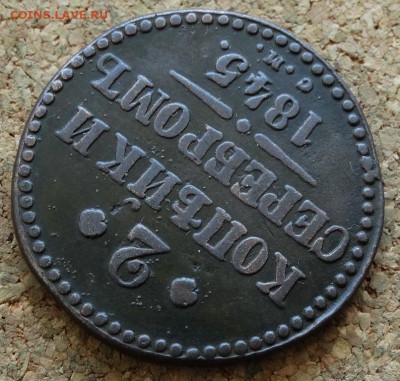 COINS.LAVE.RU
* 2 *
КОПѢЙКИ
СЕРЕБРОМЪ
1845.
с.м.